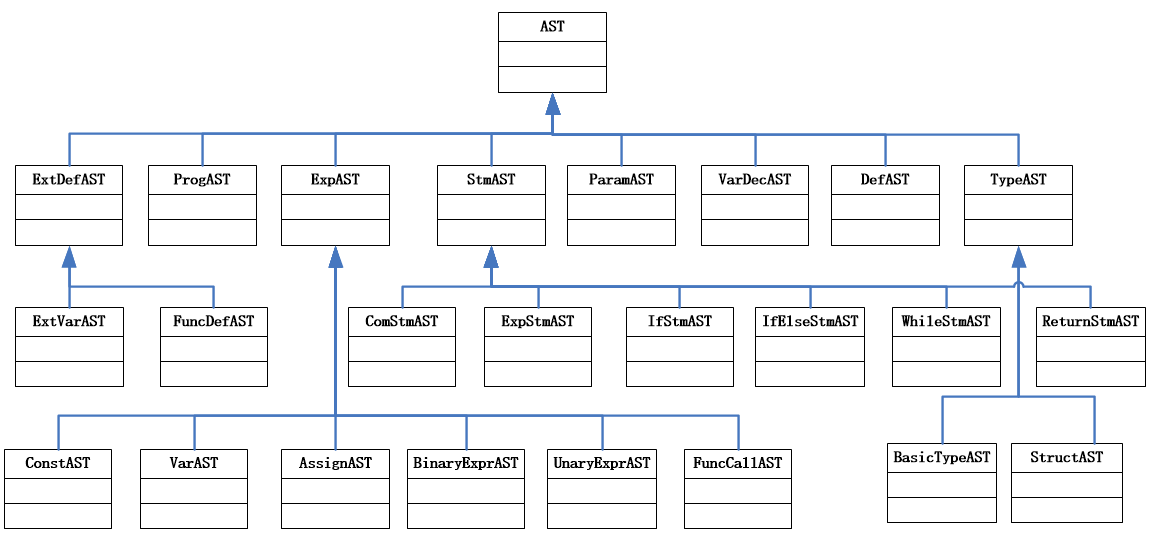 AST
ExtDefAST
ProgAST
ExpAST
StmAST
ParamAST
VarDecAST
DefAST
TypeAST
ExtVarAST
FuncDefAST
ComStmAST
ExpStmAST
IfStmAST
IfElseStmAST
WhileStmAST
ReturnStmAST
ConstAST
VarAST
AssignAST
BinaryExprAST
UnaryExprAST
FuncCallAST
BasicTypeAST
StructAST